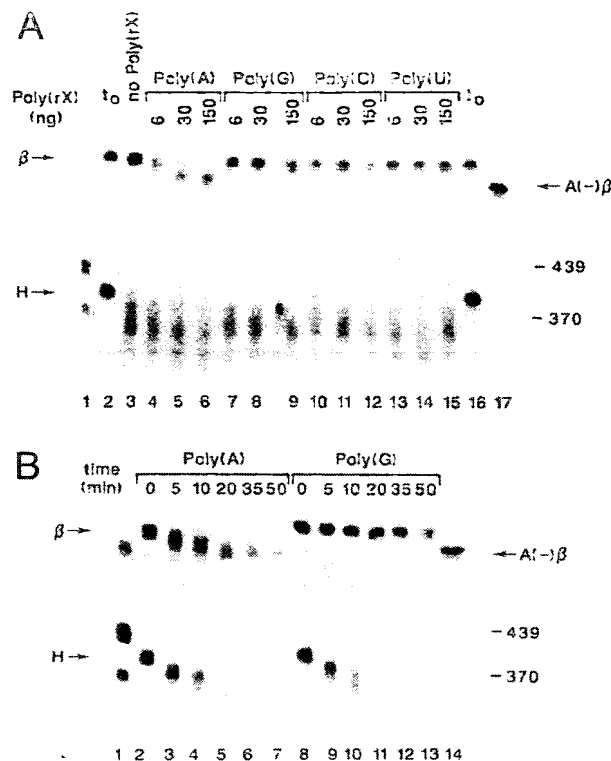 A
Poly(rX)
(ng)
t₀
no Poly(rX)
Poly(A)
Poly(G)
Poly(C)
Poly(U)
t₀
6 30 150 6 30 150 6 30 150 6 30 150
β→
←A(-)β
- 439
H→
- 370
1 2 3 4 5 6 7 8 9 10 11 12 13 14 15 16 17
B
time
(min)
Poly(A)
Poly(G)
0 5 10 20 35 50 0 5 10 20 35 50
β→
←A(-)β
- 439
H→
- 370
1 2 3 4 5 6 7 8 9 10 11 12 13 14